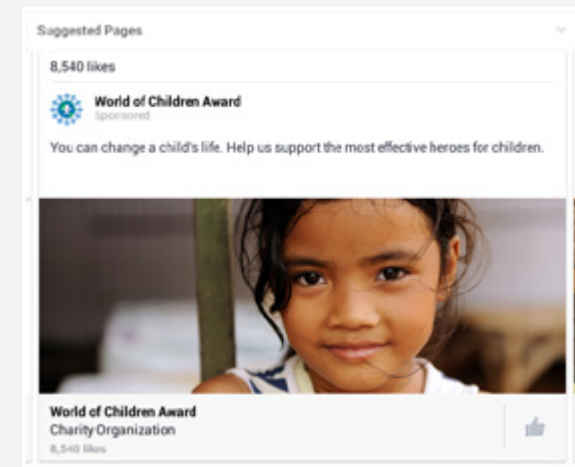 Suggested Pages
8,540 likes
World of Children Award
Sponsored
You can change a child's life. Help us support the most effective heroes for children.
World of Children Award
Charity Organization
8,540 likes